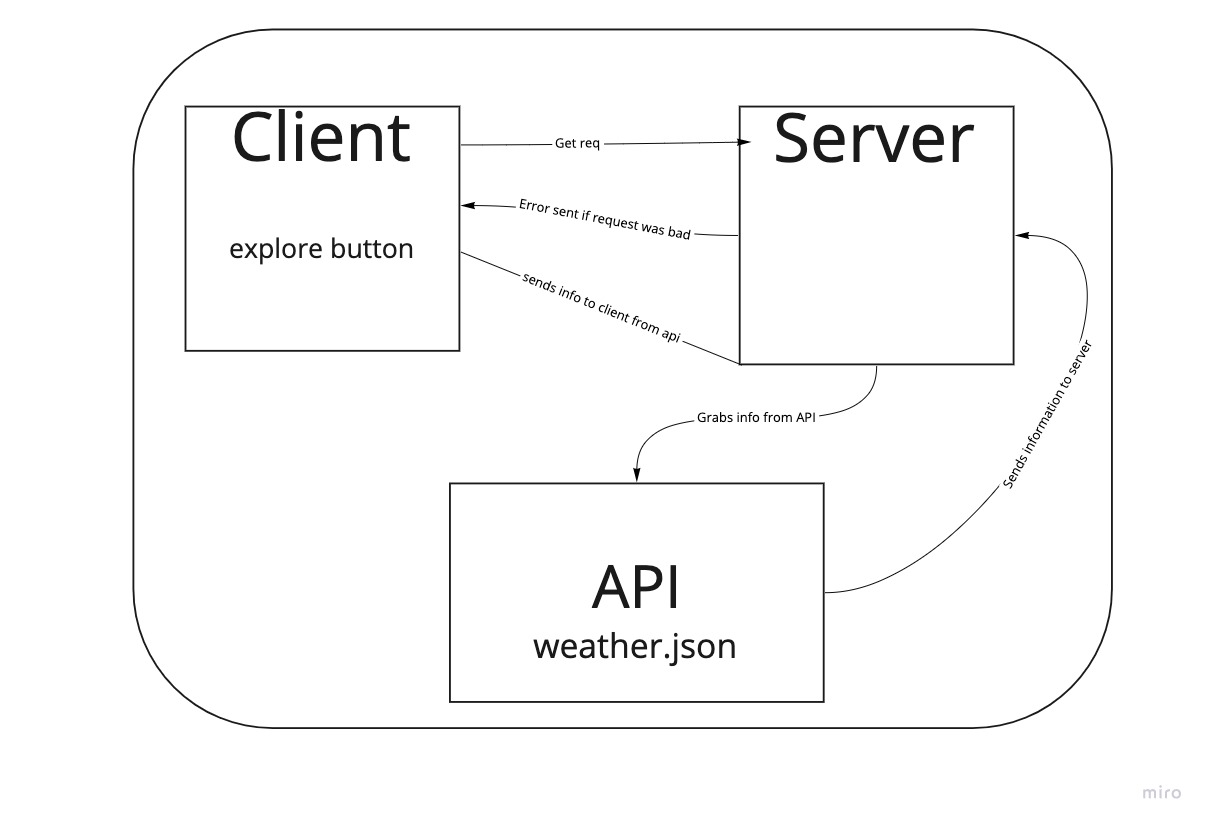 Client
Server
Get req
Error sent if request was bad
explore button
sends info to client from api
Grabs info from API
Sends information to server
API
weather.json
miro